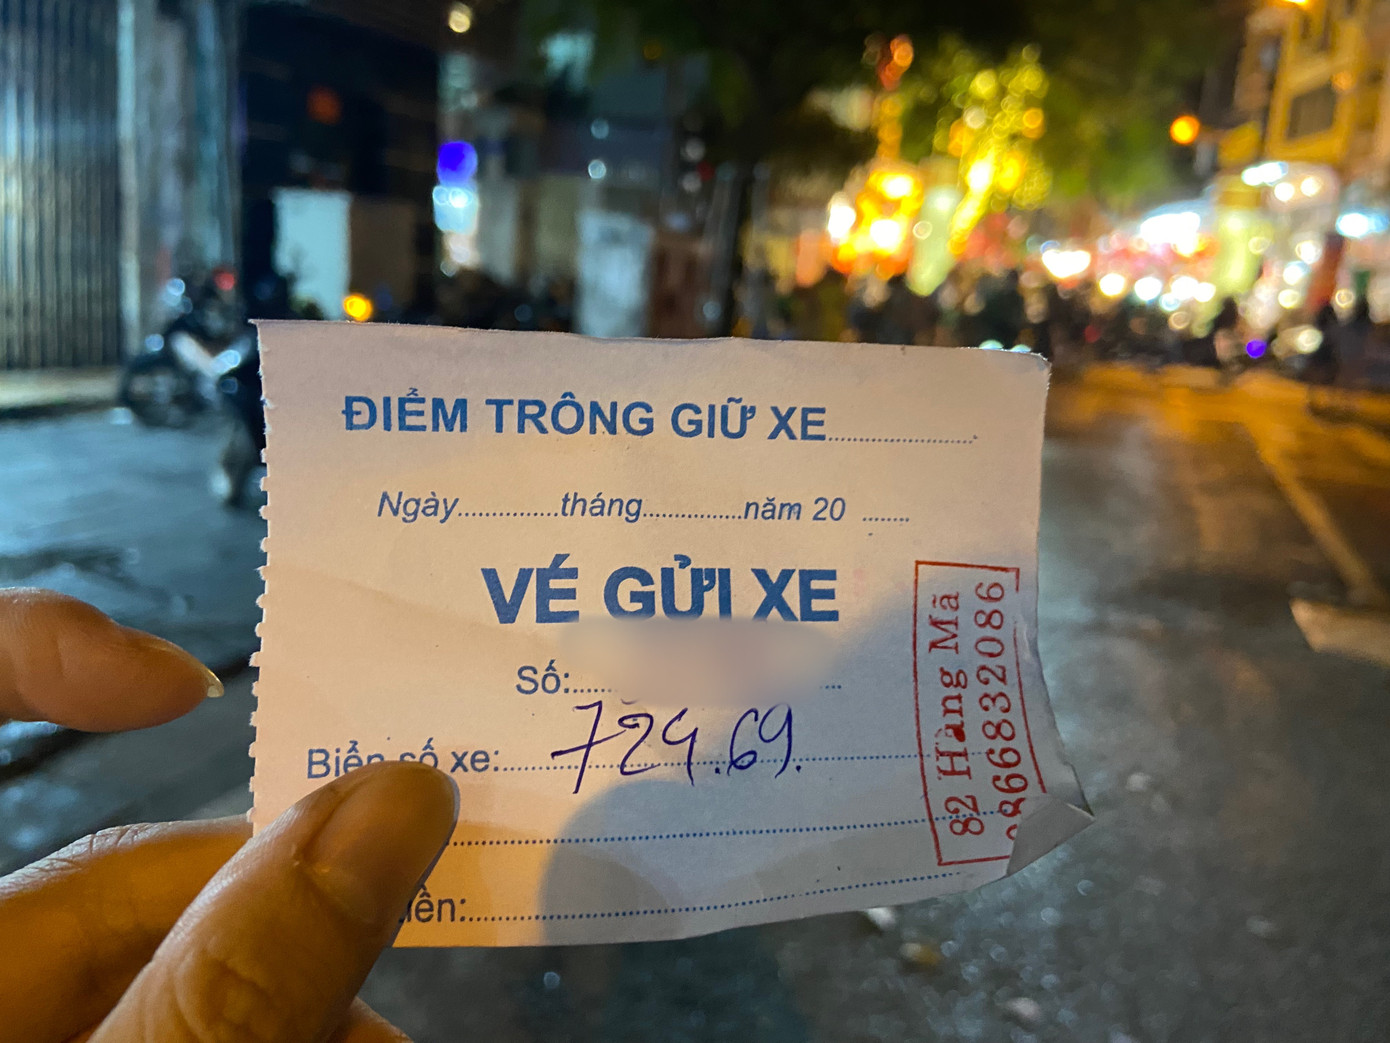 ĐIỂM TRÔNG GIỮ XE....................
Ngày..............tháng..............năm 20 .......
VÉ GỬI XE
Số:...... ...
Biển số xe: 724.69.
82 Hàng Mã
0866832086